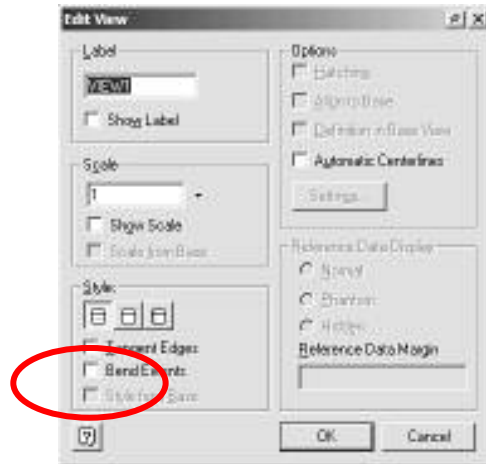 Edit View
Label
VIEW1
Show Label
Scale
1
Show Scale
Scale from Base
Style
Tangent Edges
Bend Extents
Style from Base
Options
Hatching
Align to Base
Definition in Base View
Automatic Centerlines
Settings...
Reference Data Display
Normal
Phantom
Hidden
Reference Data Margin
?
OK
Cancel